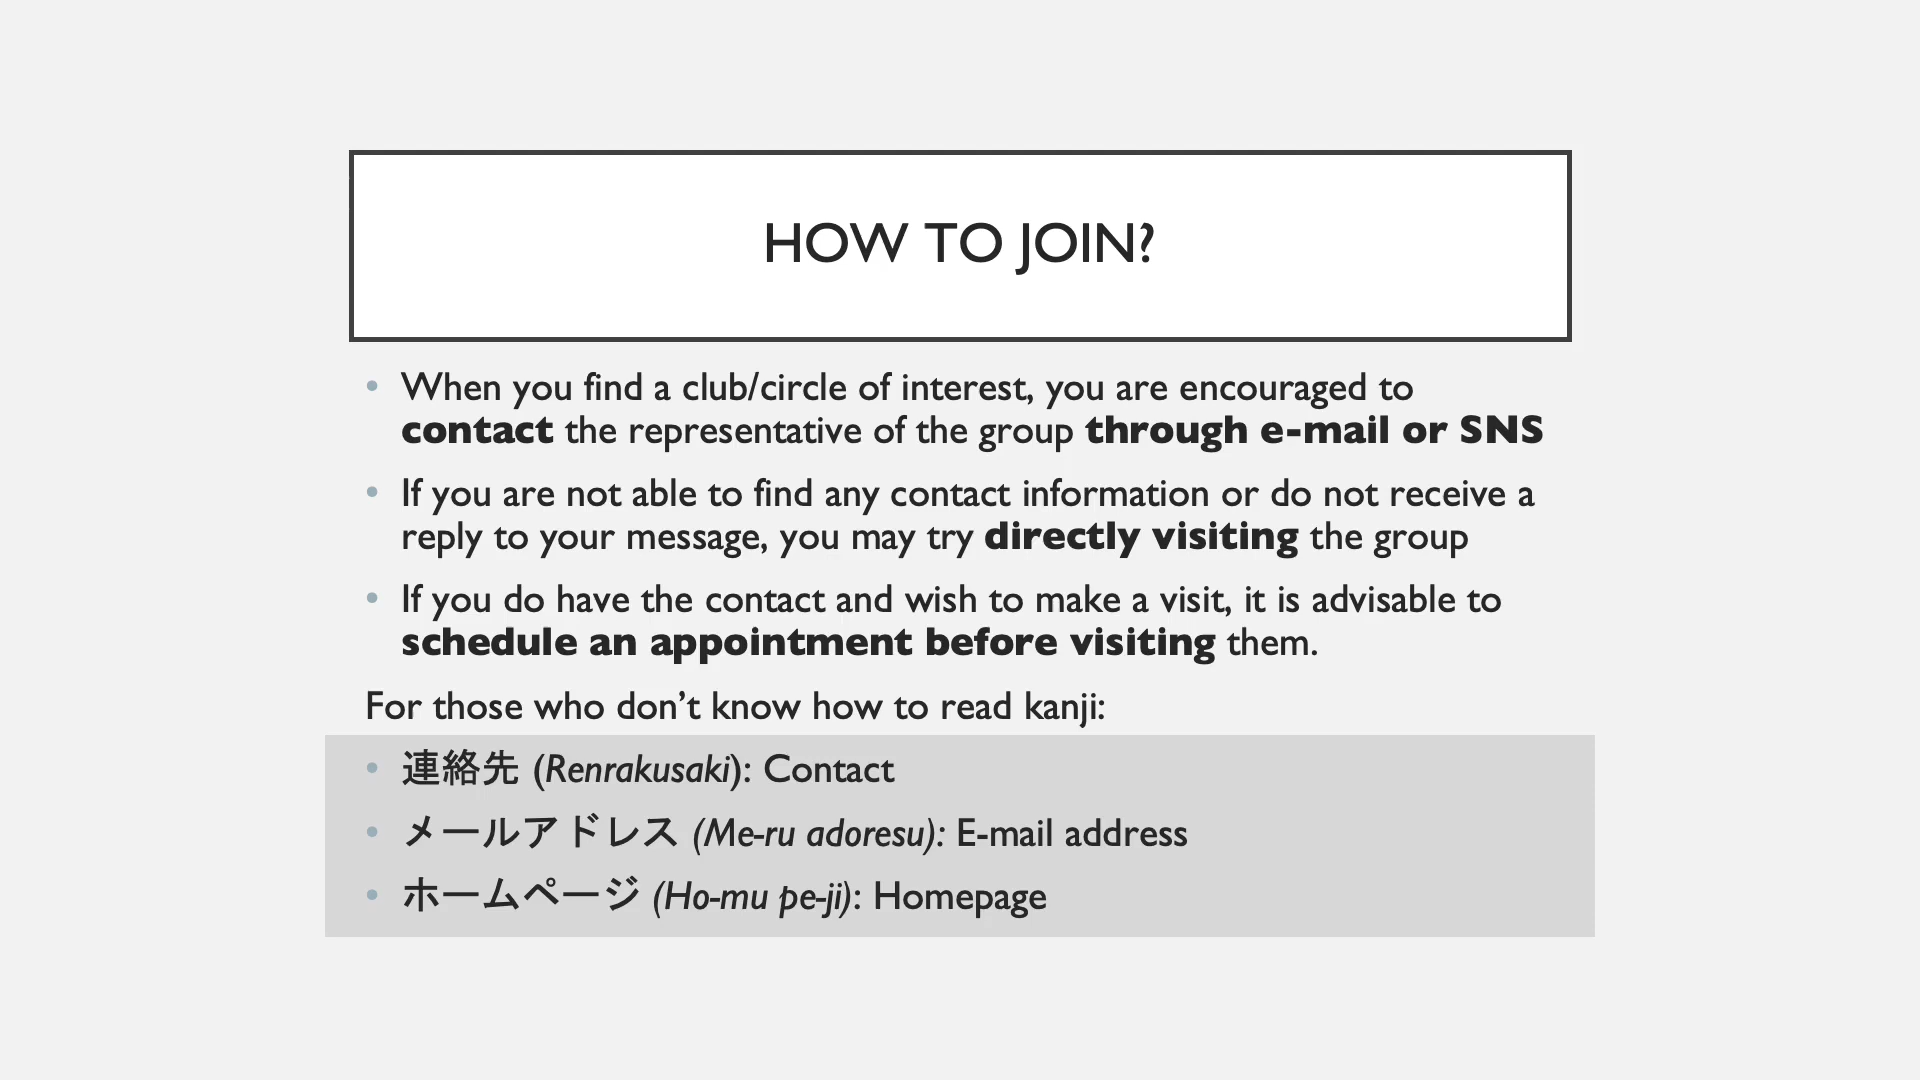 HOW TO JOIN?
• When you find a club/circle of interest, you are encouraged to
contact the representative of the group through e-mail or SNS
• If you are not able to find any contact information or do not receive a
reply to your message, you may try directly visiting the group
• If you do have the contact and wish to make a visit, it is advisable to
schedule an appointment before visiting them.
For those who don’t know how to read kanji:
• 連絡先 (Renrakusaki): Contact
• メールアドレス (Me-ru adoresu): E-mail address
• ホームページ (Ho-mu pe-ji): Homepage